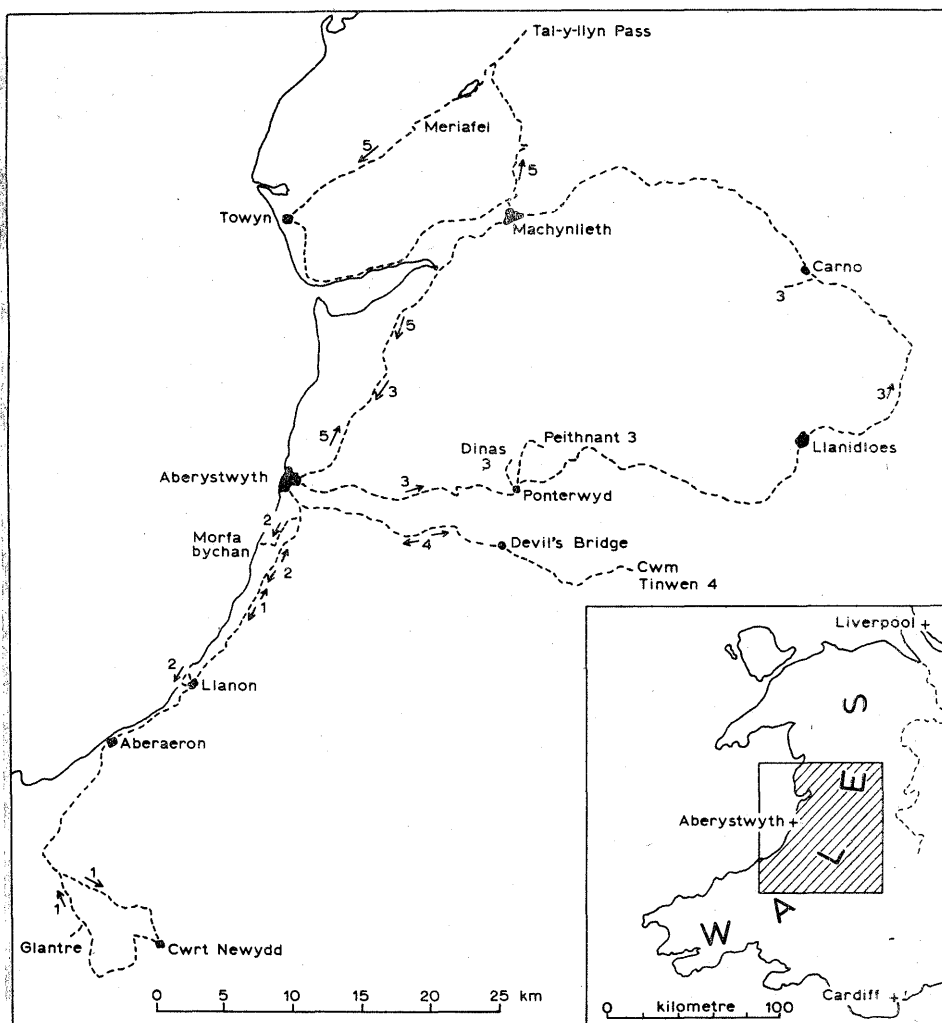 Tal-y-llyn Pass
Meriafel
5
5
Towyn
Machynlleth
Carno
3
5
3
3
5
Llanidloes
Peithnant 3
Dinas
3
Aberystwyth
3
Ponterwyd
2
Morfa
bychan
4
Devil's Bridge
2
Cwm
Tinwen 4
1
2
Llanon
Aberaeron
1
1
Glantre
Cwrt Newydd
0 5 10 15 20 25 km
Liverpool
WALES
Aberystwyth
Cardiff
0 kilometre 100